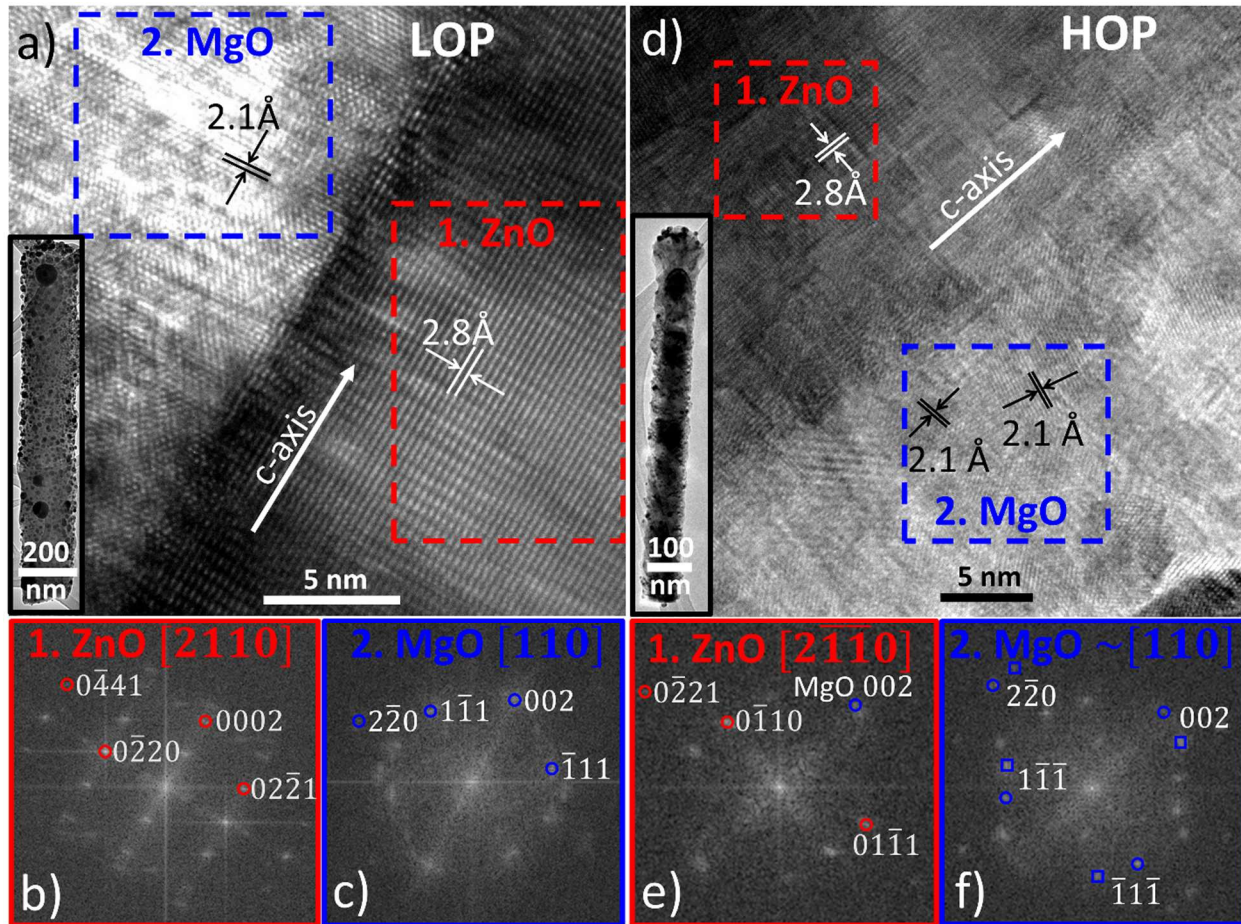 a)
2. MgO
LOP
2.1Å
1. ZnO
2.8Å
c-axis
200
nm
5 nm
d)
HOP
1. ZnO
2.8Å
c-axis
2.1 Å
2.1 Å
2. MgO
100
nm
5 nm
1. ZnO [2110]
04̄41
0002
02̄20
022̄1
b)
2. MgO [110]
22̄0
11̄1
002
1̄11
c)
1. ZnO [21̄1̄0]
MgO 002
02̄21
01̄10
011̄1
e)
2. MgO ~[110]
22̄0
002
11̄1̄
1̄11̄
f)